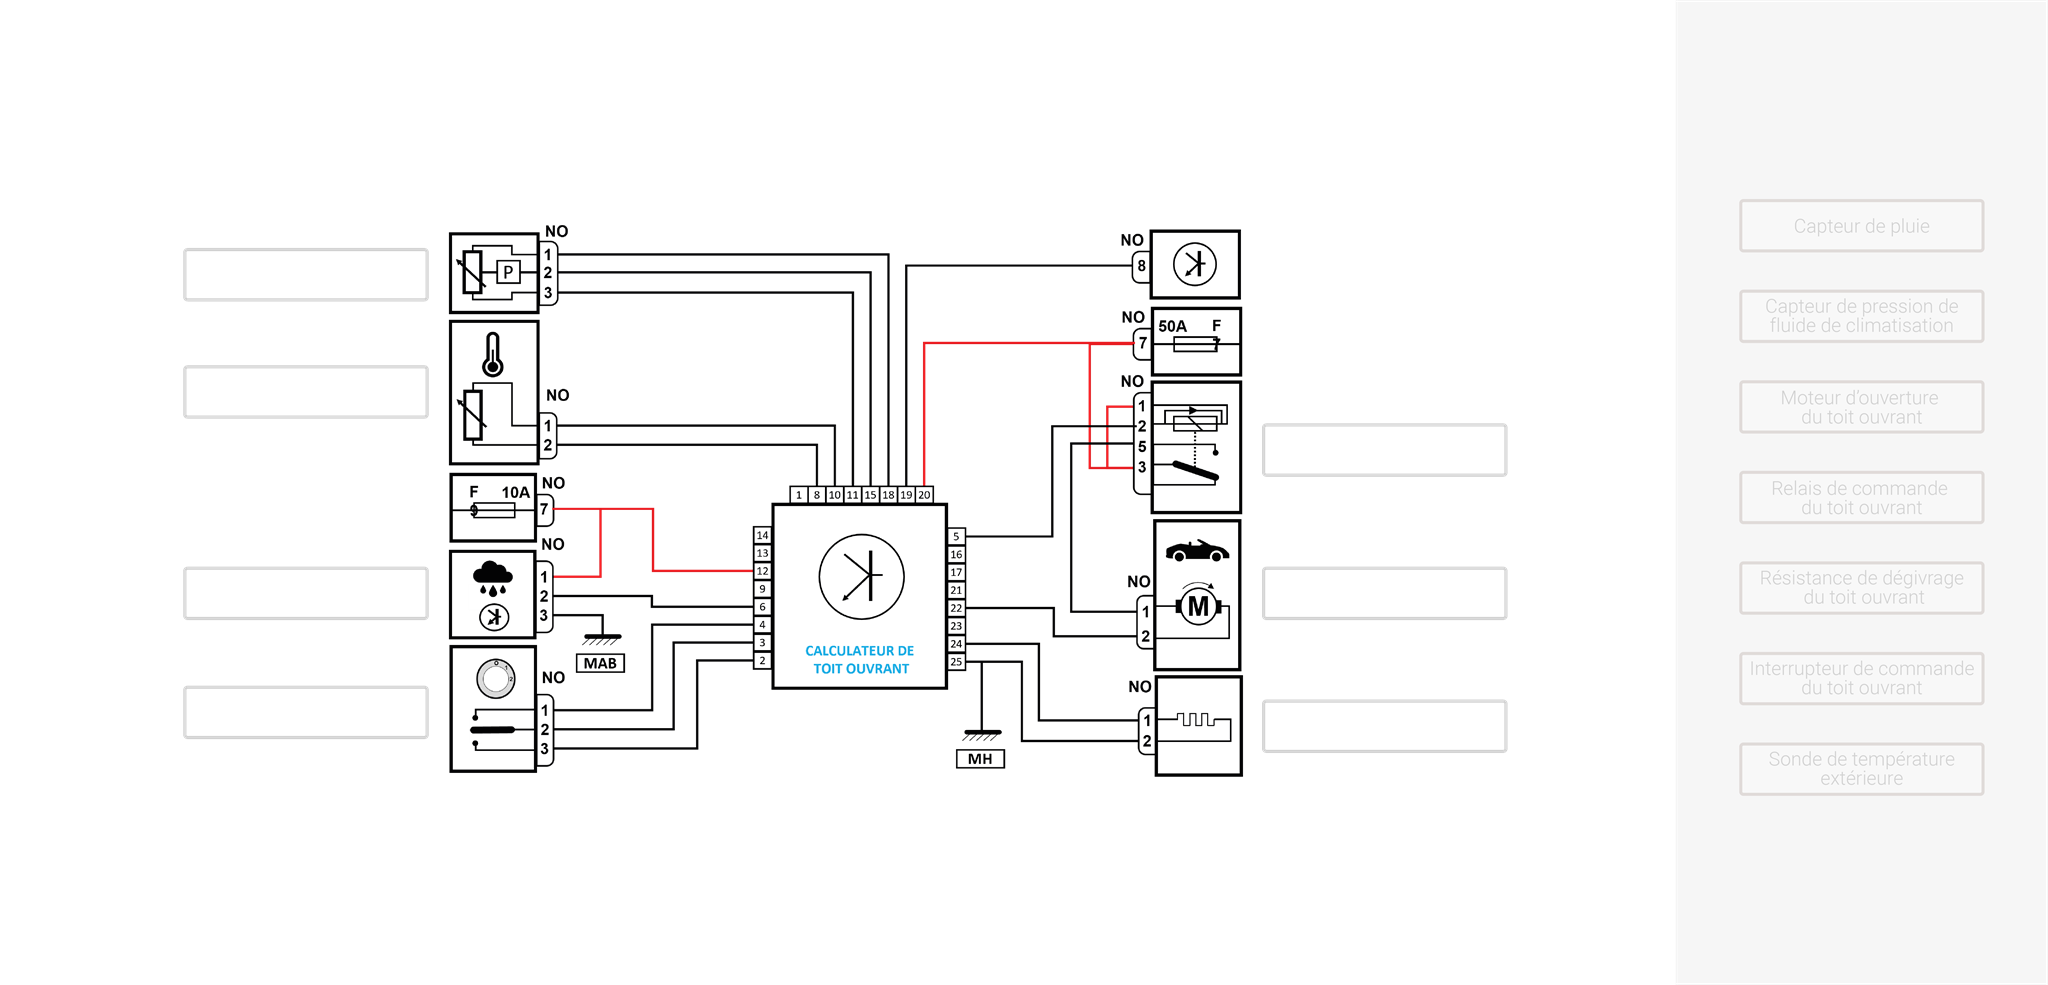 NO
1
2
3
P
NO
1
2
F 10A
9
NO
7
NO
1
2
3
MAB
0
1
2
NO
1
2
3
1 8 10 11 15 18 19 20
14
13
12
9
6
4
3
2
CALCULATEUR DE
TOIT OUVRANT
5
16
17
21
22
23
24
25
MH
NO
8
NO
7
50A F
7
NO
1
2
5
3
NO
1
2
M
NO
1
2
Capteur de pluie
Capteur de pression de
fluide de climatisation
Moteur d'ouverture
du toit ouvrant
Relais de commande
du toit ouvrant
Résistance de dégivrage
du toit ouvrant
Interrupteur de commande
du toit ouvrant
Sonde de température
extérieure